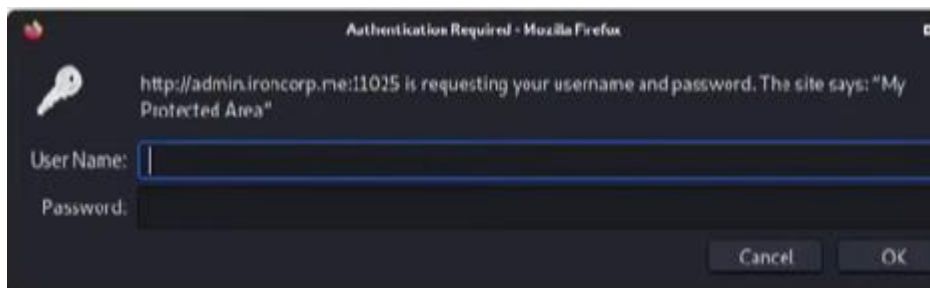 Authentication Required - Mozilla Firefox
http://admin.ironcorp.me:11025 is requesting your username and password. The site says: "My
Protected Area"
User Name:
Password:
Cancel OK